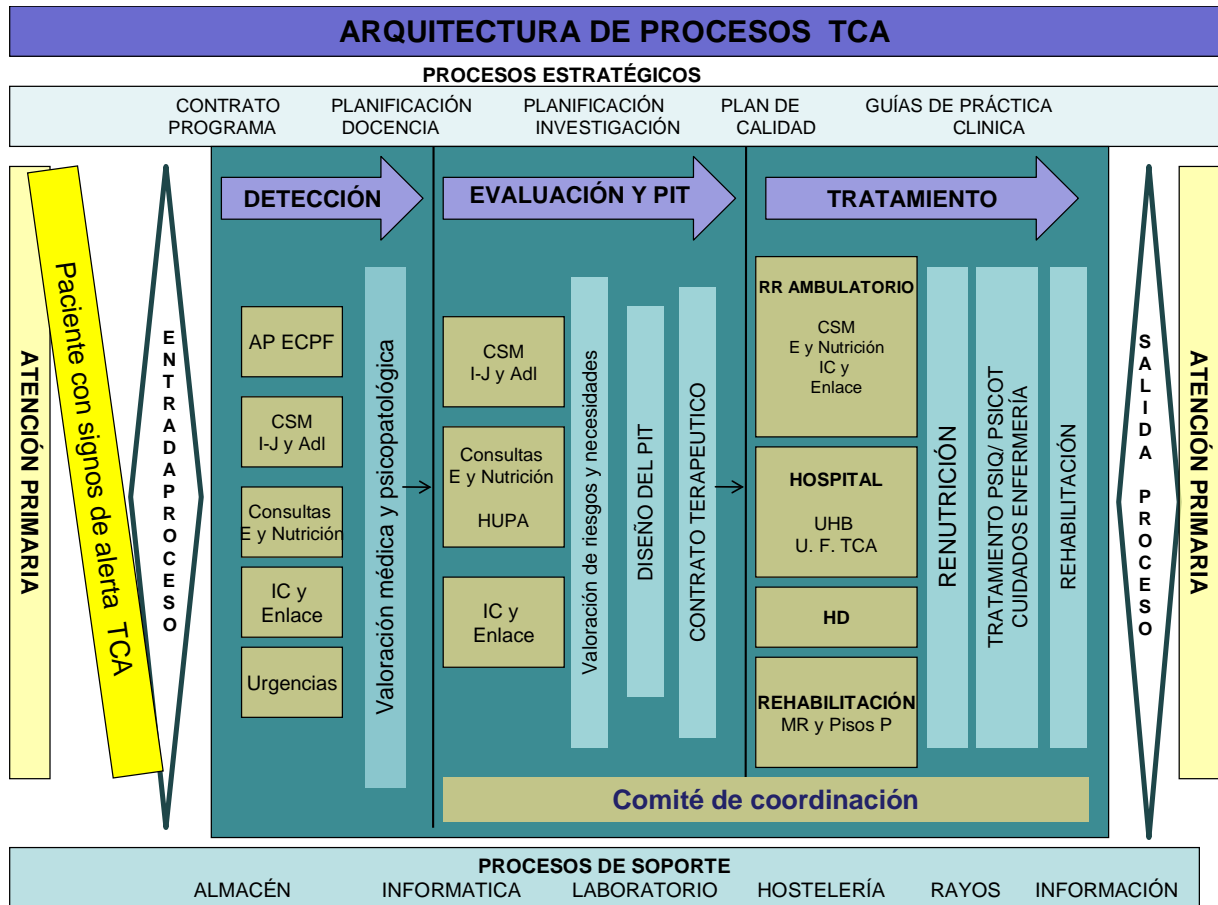 ARQUITECTURA DE PROCESOS TCA
PROCESOS ESTRATÉGICOS
CONTRATO
PROGRAMA
PLANIFICACIÓN
DOCENCIA
PLANIFICACIÓN
INVESTIGACIÓN
PLAN DE
CALIDAD
GUÍAS DE PRÁCTICA
CLINICA
ATENCIÓN PRIMARIA
Paciente con signos de alerta TCA
ENTRADAPROCESO
DETECCIÓN
AP ECPF
CSM
I-J y AdI
Consultas
E y Nutrición
IC y
Enlace
Urgencias
Valoración médica y psicopatológica
EVALUACIÓN Y PIT
CSM
I-J y AdI
Consultas
E y Nutrición
HUPA
IC y
Enlace
Valoración de riesgos y necesidades
DISEÑO DEL PIT
CONTRATO TERAPEUTICO
TRATAMIENTO
RR AMBULATORIO
CSM
E y Nutrición
IC y
Enlace
HOSPITAL
UHB
U. F. TCA
HD
REHABILITACIÓN
MR y Pisos P
RENUTRICIÓN
TRATAMIENTO PSIQ/ PSICOT
CUIDADOS ENFERMERÍA
REHABILITACIÓN
Comité de coordinación
SALIDA PROCESO
ATENCIÓN PRIMARIA
PROCESOS DE SOPORTE
ALMACÉN INFORMATICA LABORATORIO HOSTELERÍA RAYOS INFORMACIÓN